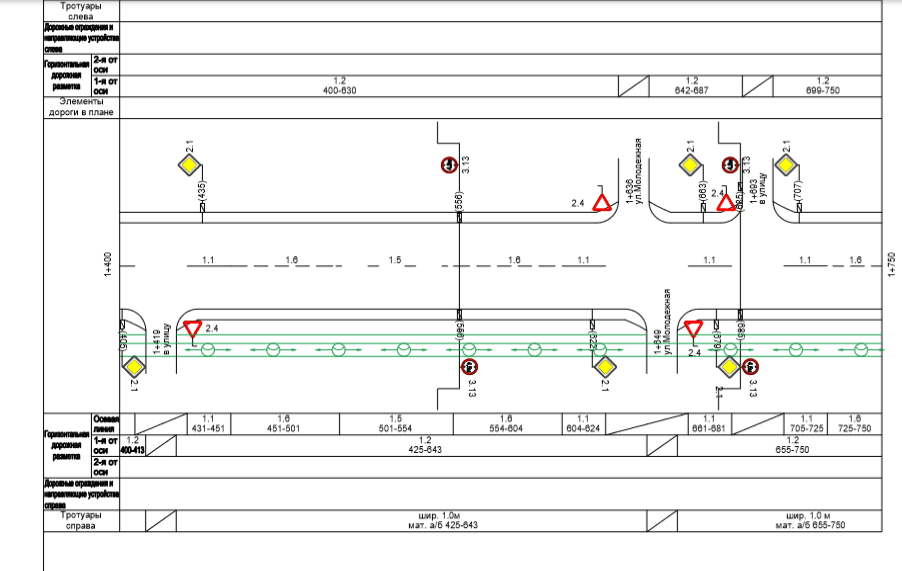 Тротуары
слева
Дорожные ограждения и
направляющие устройства
слева
Горизонтальная
дорожная
разметка
2-я от
оси
1-я от
оси
1.2
400-630
1.2
642-687
1.2
699-750
Элементы
дороги в плане
2.1
(435)
3.13
(556)
2.4
1+636
ул.Молодежная
2.1
(663)
2.4
3.13
(685)
1+693
в улицу
2.1
(707)
1+400
1.1
1.6
1.5
1.6
1.1
1.1
1.1
1.6
1+750
(406)
2.1
1+419
в улицу
2.4
(556)
3.13
(622)
2.1
1+649
ул.Молодежная
2.4
(679)
2.1
(685)
3.13
Горизонтальная
дорожная
разметка
Осевая
линия
1.1
431-451
1.6
451-501
1.5
501-554
1.6
554-604
1.1
604-624
1.1
661-681
1.1
705-725
1.6
725-750
1-я от
оси
1.2
400-413
1.2
425-643
1.2
655-750
2-я от
оси
Дорожные ограждения и
направляющие устройства
справа
Тротуары
справа
шир. 1.0м
мат. а/б 425-643
шир. 1.0 м
мат. а/б 655-750